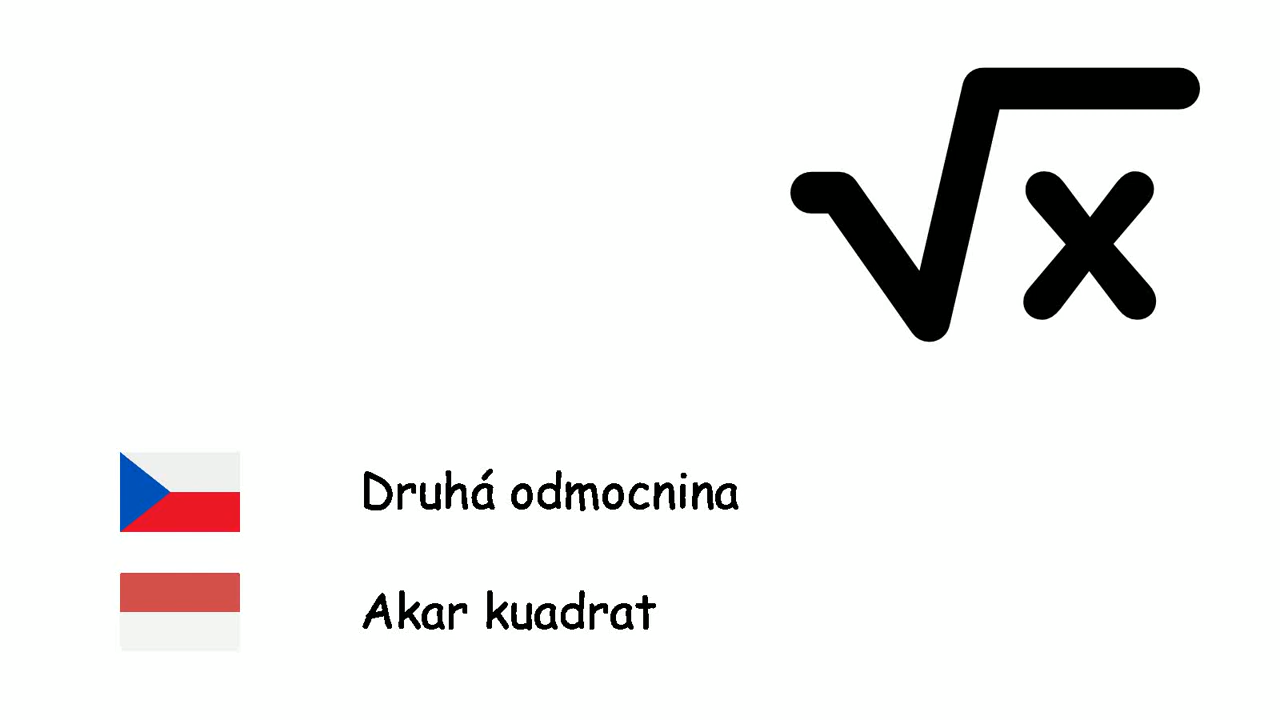 √x
Druhá odmocnina
Akar kuadrat